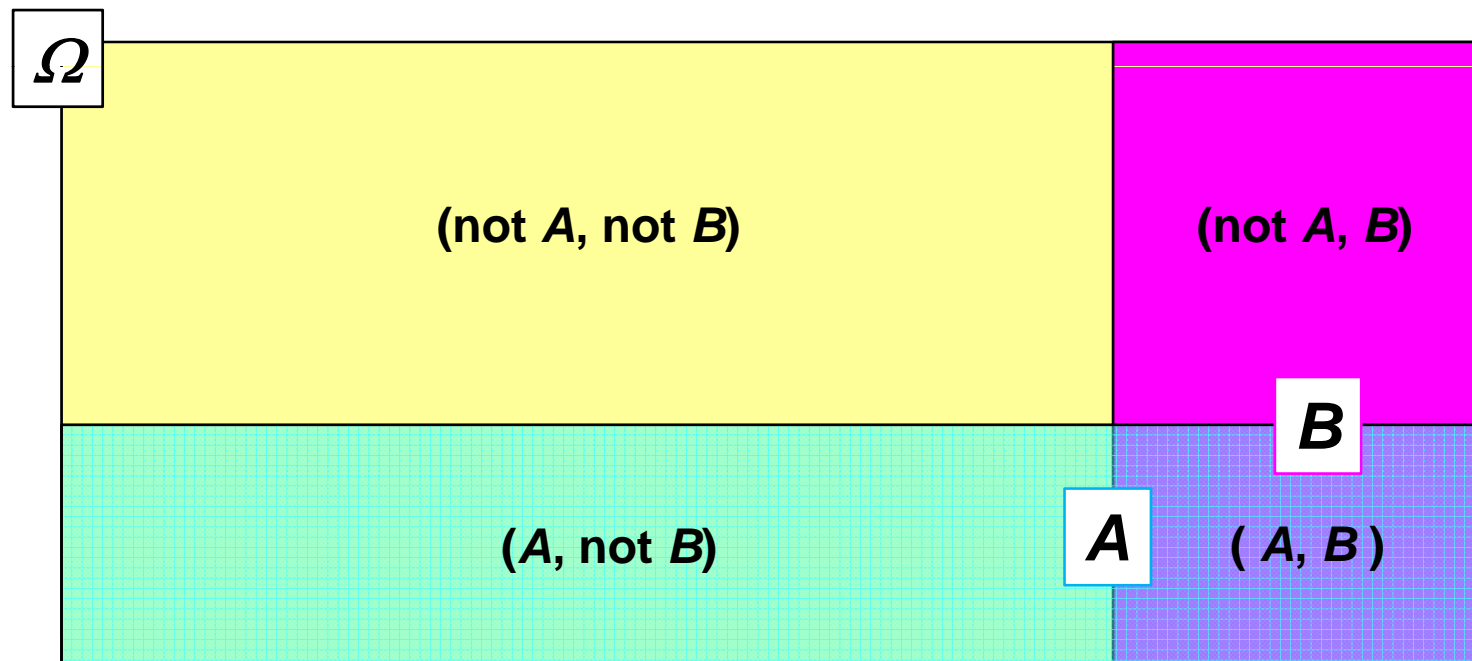 Ω
(not A, not B)
(not A, B)
B
(A, not B)
A
( A, B )